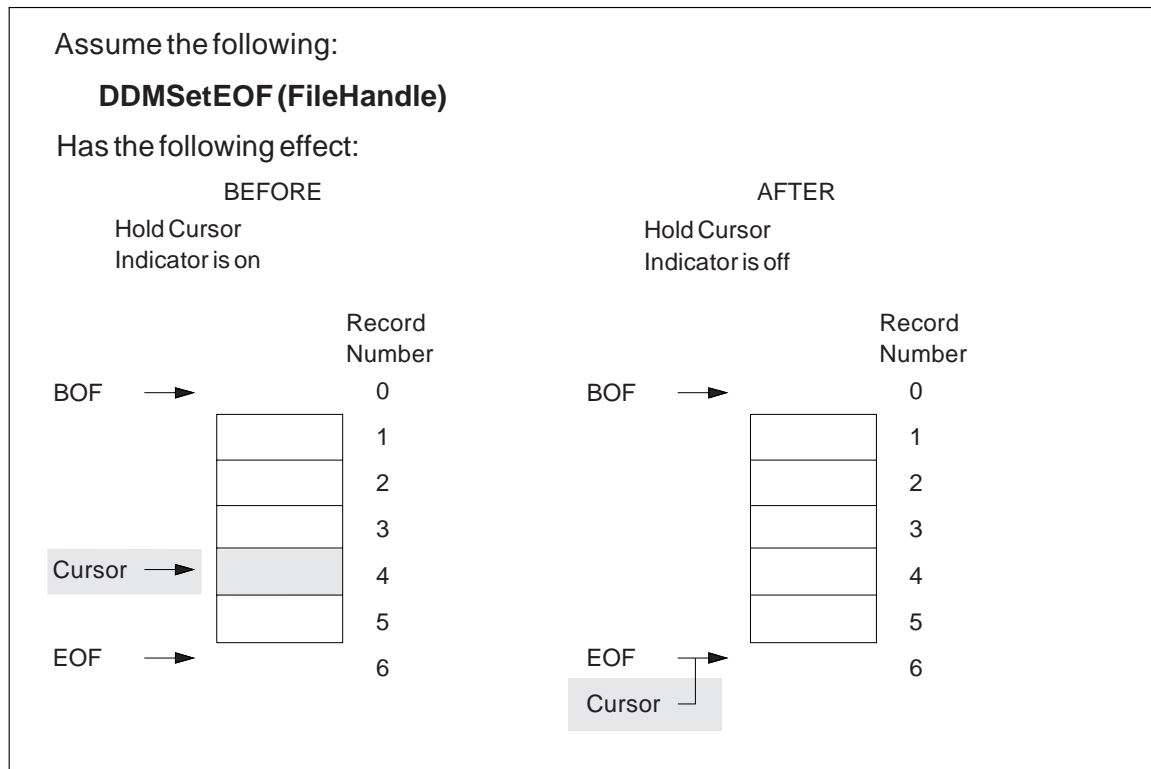 Assume the following:
DDMSetEOF (FileHandle)
Has the following effect:
BEFORE
Hold Cursor
Indicator is on
Record
Number
BOF 0
1
2
3
Cursor 4
5
EOF 6
AFTER
Hold Cursor
Indicator is off
Record
Number
BOF 0
1
2
3
4
5
EOF 6
Cursor